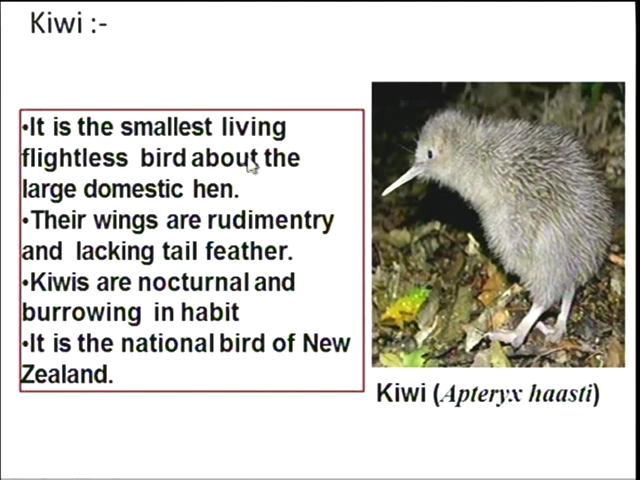 Kiwi :-
•It is the smallest living
flightless bird about the
large domestic hen.
•Their wings are rudimentry
and lacking tail feather.
•Kiwis are nocturnal and
burrowing in habit
•It is the national bird of New
Zealand.
Kiwi (Apteryx haasti)